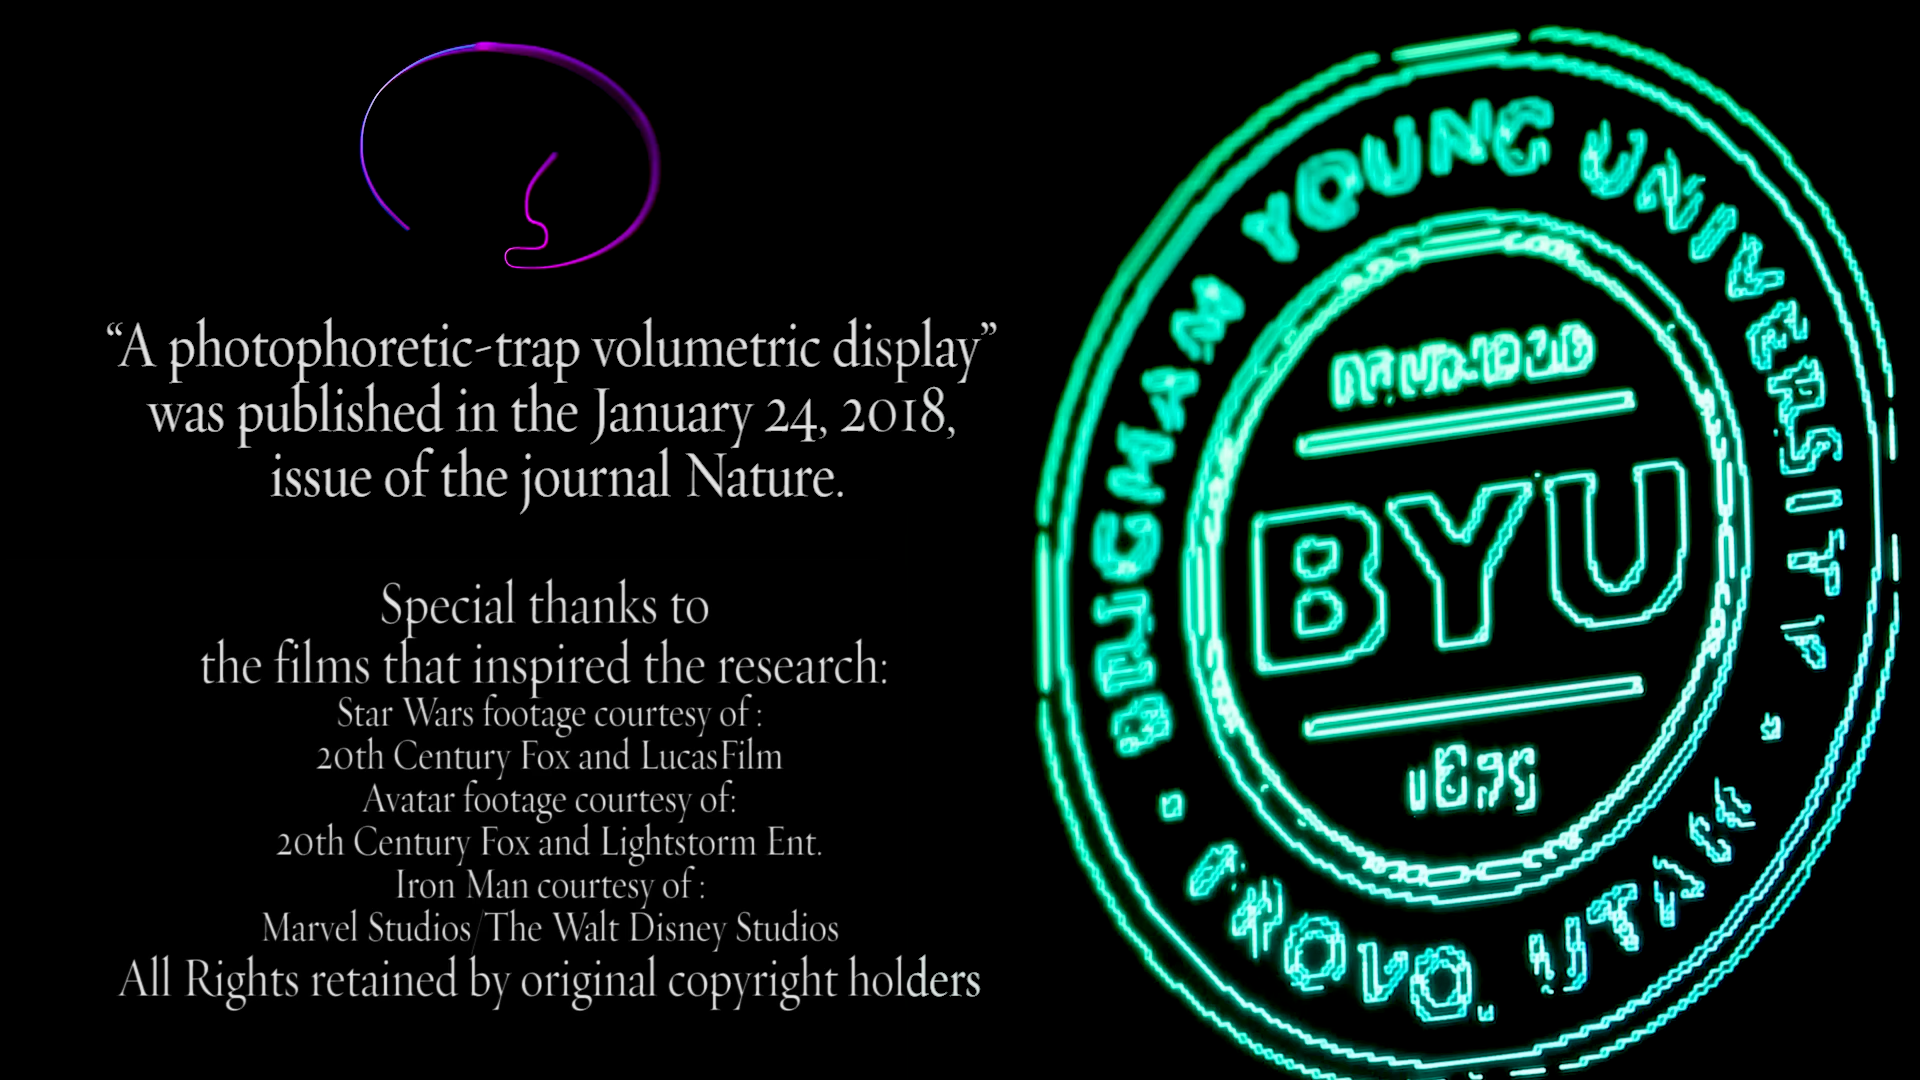 “A photophoretic-trap volumetric display”
was published in the January 24, 2018,
issue of the journal Nature.
Special thanks to
the films that inspired the research:
Star Wars footage courtesy of :
20th Century Fox and LucasFilm
Avatar footage courtesy of:
20th Century Fox and Lightstorm Ent.
Iron Man courtesy of :
Marvel Studios/The Walt Disney Studios
All Rights retained by original copyright holders
BRIGHAM YOUNG UNIVERSITY
BYU
1875
PROVO, UTAH